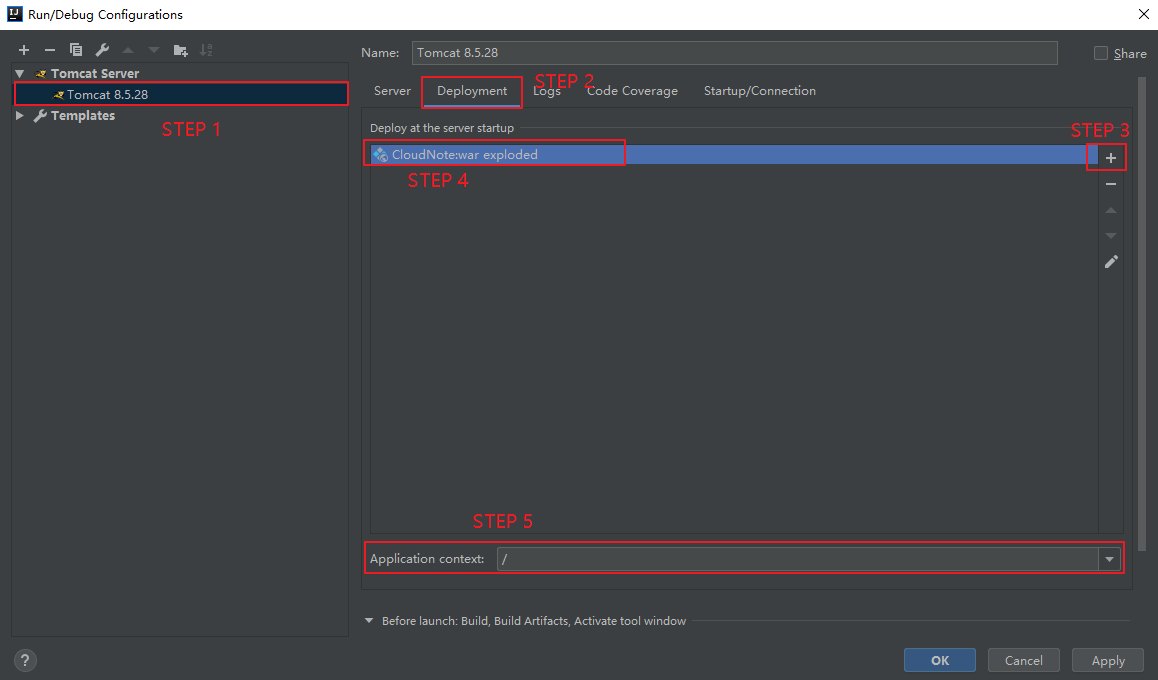 Run/Debug Configurations
Name: Tomcat 8.5.28 Share
Tomcat Server
Tomcat 8.5.28
Templates
STEP 1
STEP 2
Server Deployment Logs Code Coverage Startup/Connection
Deploy at the server startup
STEP 3
CloudNote:war exploded
STEP 4
STEP 5
Application context: /
Before launch: Build, Build Artifacts, Activate tool window
? OK Cancel Apply